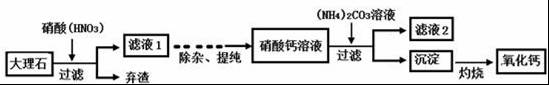 硝酸(HNO3)
(NH4)2CO3溶液
大理石
过滤
滤液1
弃渣
除杂、提纯
硝酸钙溶液
过滤
滤液2
沉淀
灼烧
氧化钙